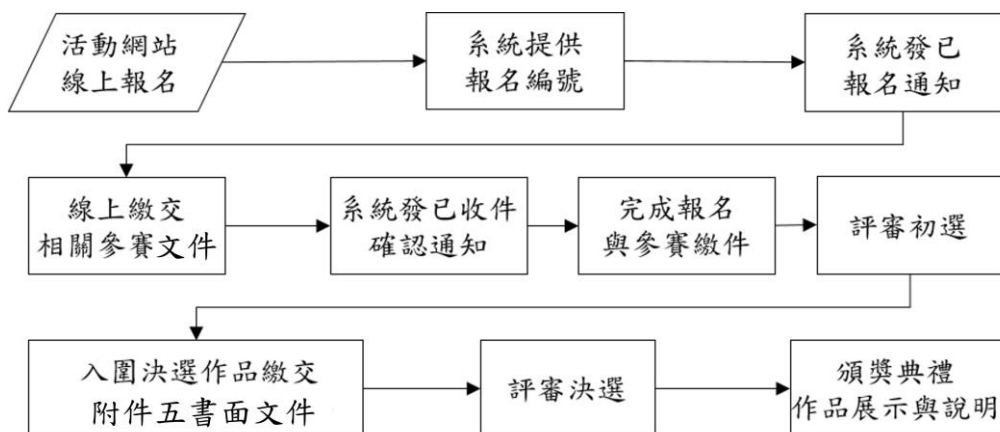 活動網站
線上報名
系統提供
報名編號
系統發已
報名通知
線上繳交
相關參賽文件
系統發已收件
確認通知
完成報名
與參賽繳件
評審初選
入圍決選作品繳交
附件五書面文件
評審決選
頒獎典禮
作品展示與說明